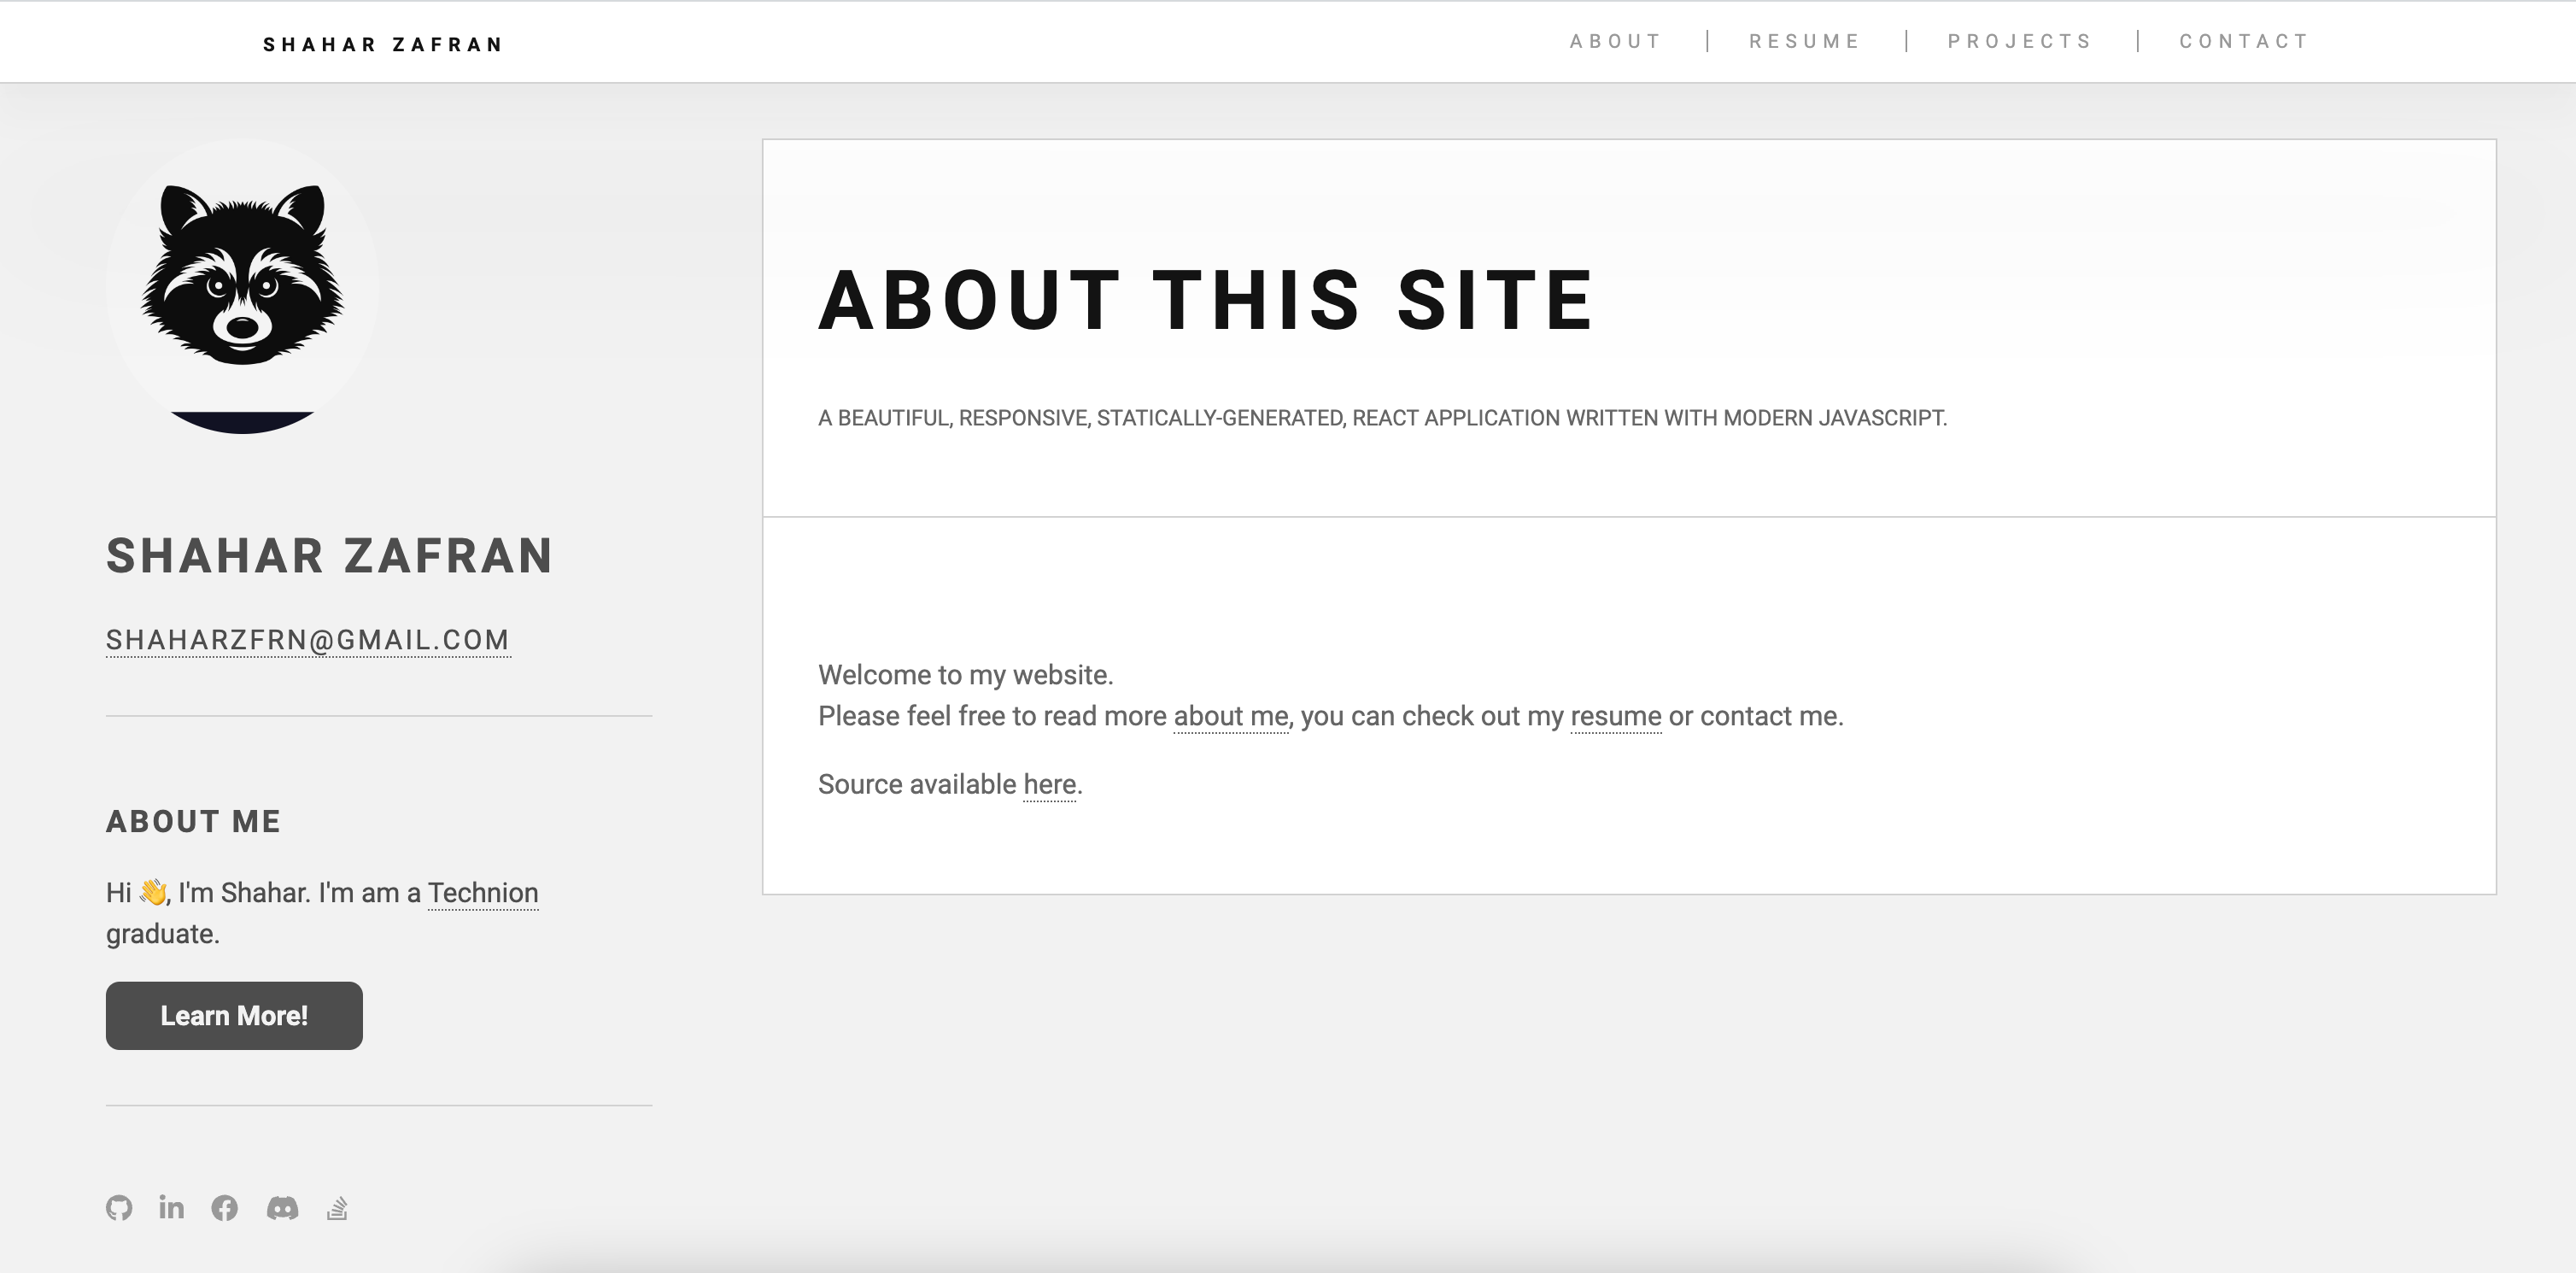 SHAHAR ZAFRAN
ABOUT
RESUME
PROJECTS
CONTACT
SHAHAR ZAFRAN
SHAHARZFRN@GMAIL.COM
ABOUT ME
Hi 👋, I'm Shahar. I'm am a Technion
graduate.
Learn More!
ABOUT THIS SITE
A BEAUTIFUL, RESPONSIVE, STATICALLY-GENERATED, REACT APPLICATION WRITTEN WITH MODERN JAVASCRIPT.
Welcome to my website.
Please feel free to read more about me, you can check out my resume or contact me.
Source available here.